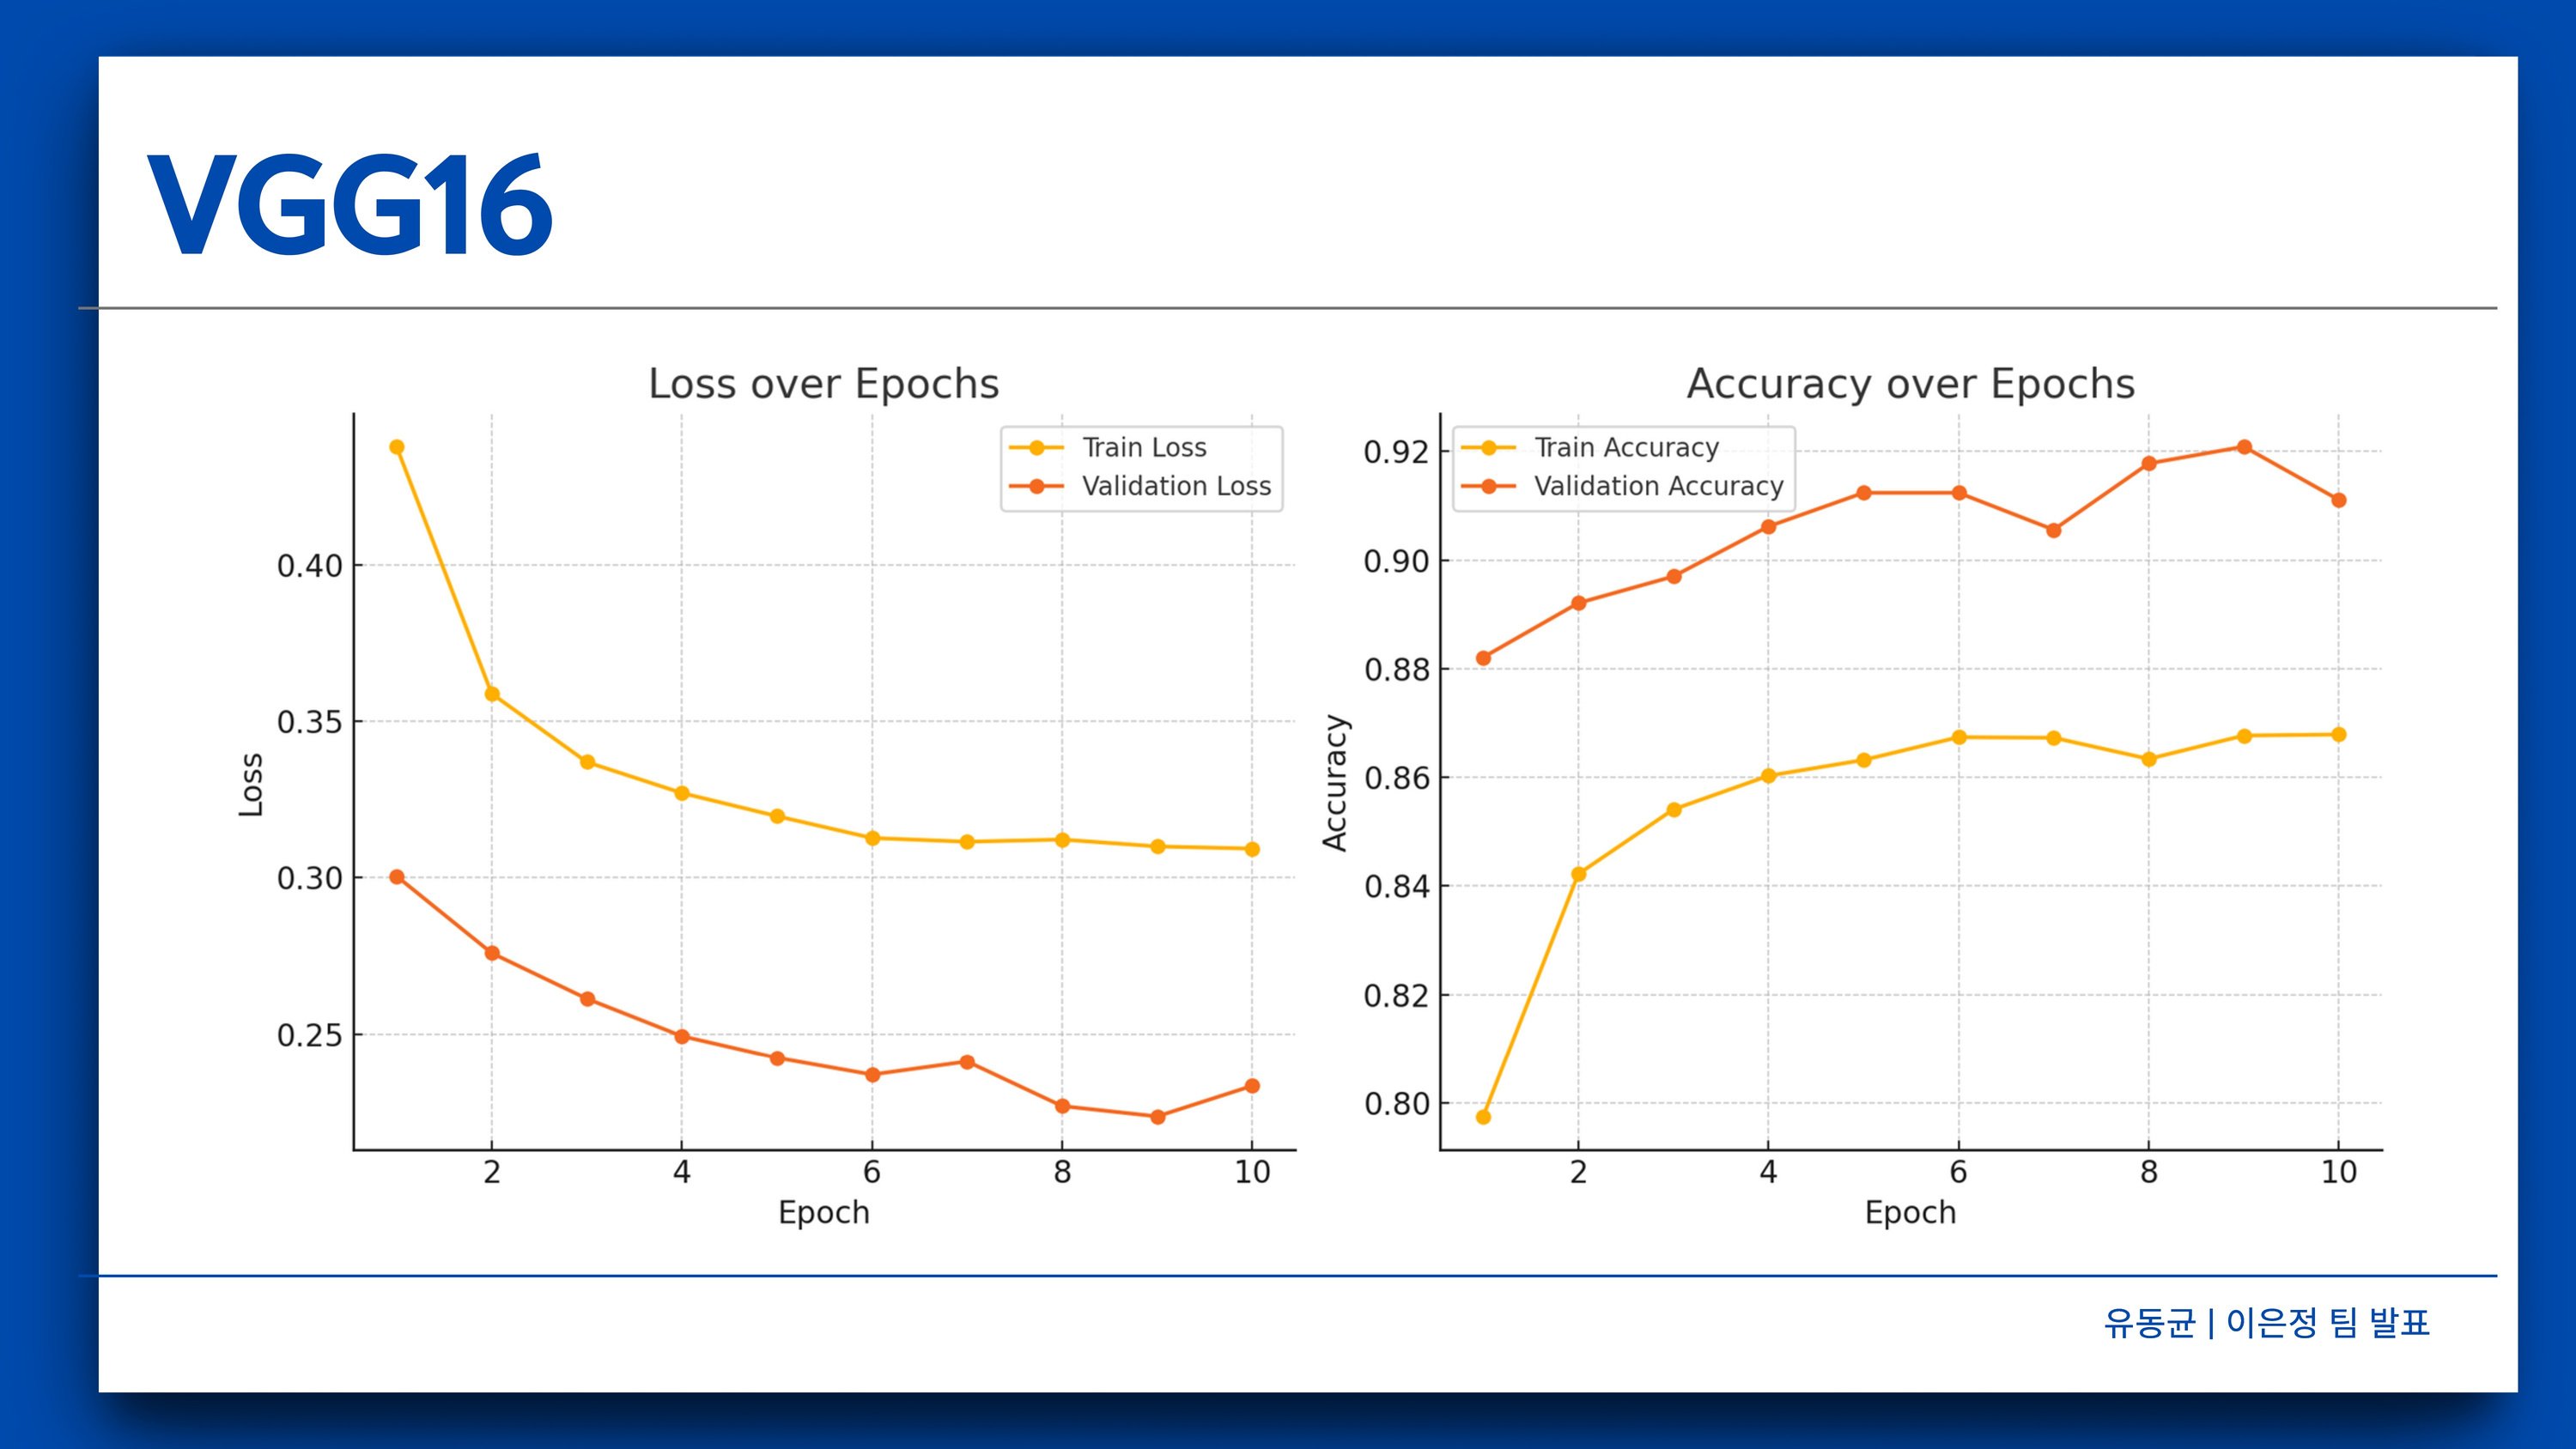 VGG16
Loss over Epochs
Train Loss
Validation Loss
0.40
0.35
0.30
0.25
Loss
2 4 6 8 10
Epoch
Accuracy over Epochs
Train Accuracy
Validation Accuracy
0.92
0.90
0.88
0.86
0.84
0.82
0.80
Accuracy
2 4 6 8 10
Epoch
유동균 | 이은정 팀 발표